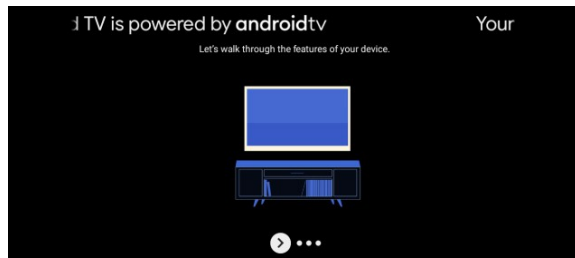 d TV is powered by androidtv Your
Let's walk through the features of your device.